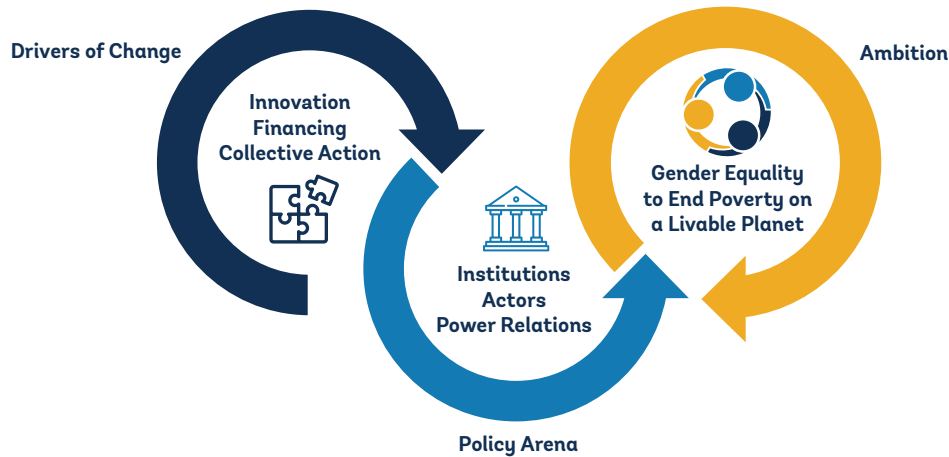 Drivers of Change
Innovation
Financing
Collective Action
Institutions
Actors
Power Relations
Policy Arena
Ambition
Gender Equality
to End Poverty on
a Livable Planet